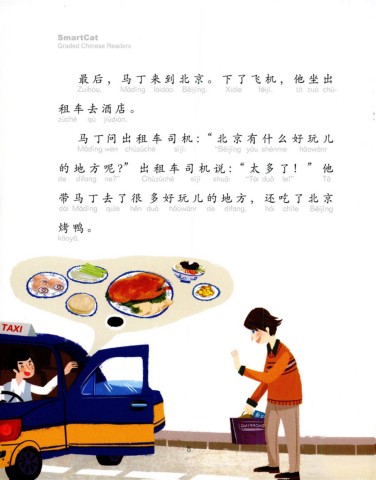 SmartCat
Graded Chinese Readers
最后，马丁来到北京。下了飞机，他坐出
Zuìhòu, Mǎdīng láidào Běijīng. Xiàle fēijī, tā zuò chū-
租车去酒店。
zūchē qù jiǔdiàn.
马丁问出租车司机：“北京有什么好玩儿
Mǎdīng wèn chūzūchē sījī: "Běijīng yǒu shénme hǎowánr
的地方呢?”出租车司机说：“太多了！”他
de dìfang ne?" Chūzūchē sījī shuō: "Tài duō le!" Tā
带马丁去了很多好玩儿的地方，还吃了北京
dài Mǎdīng qùle hěn duō hǎowánr de dìfang, hái chīle Běijīng
烤鸭。
kǎoyā.
TAXI
6